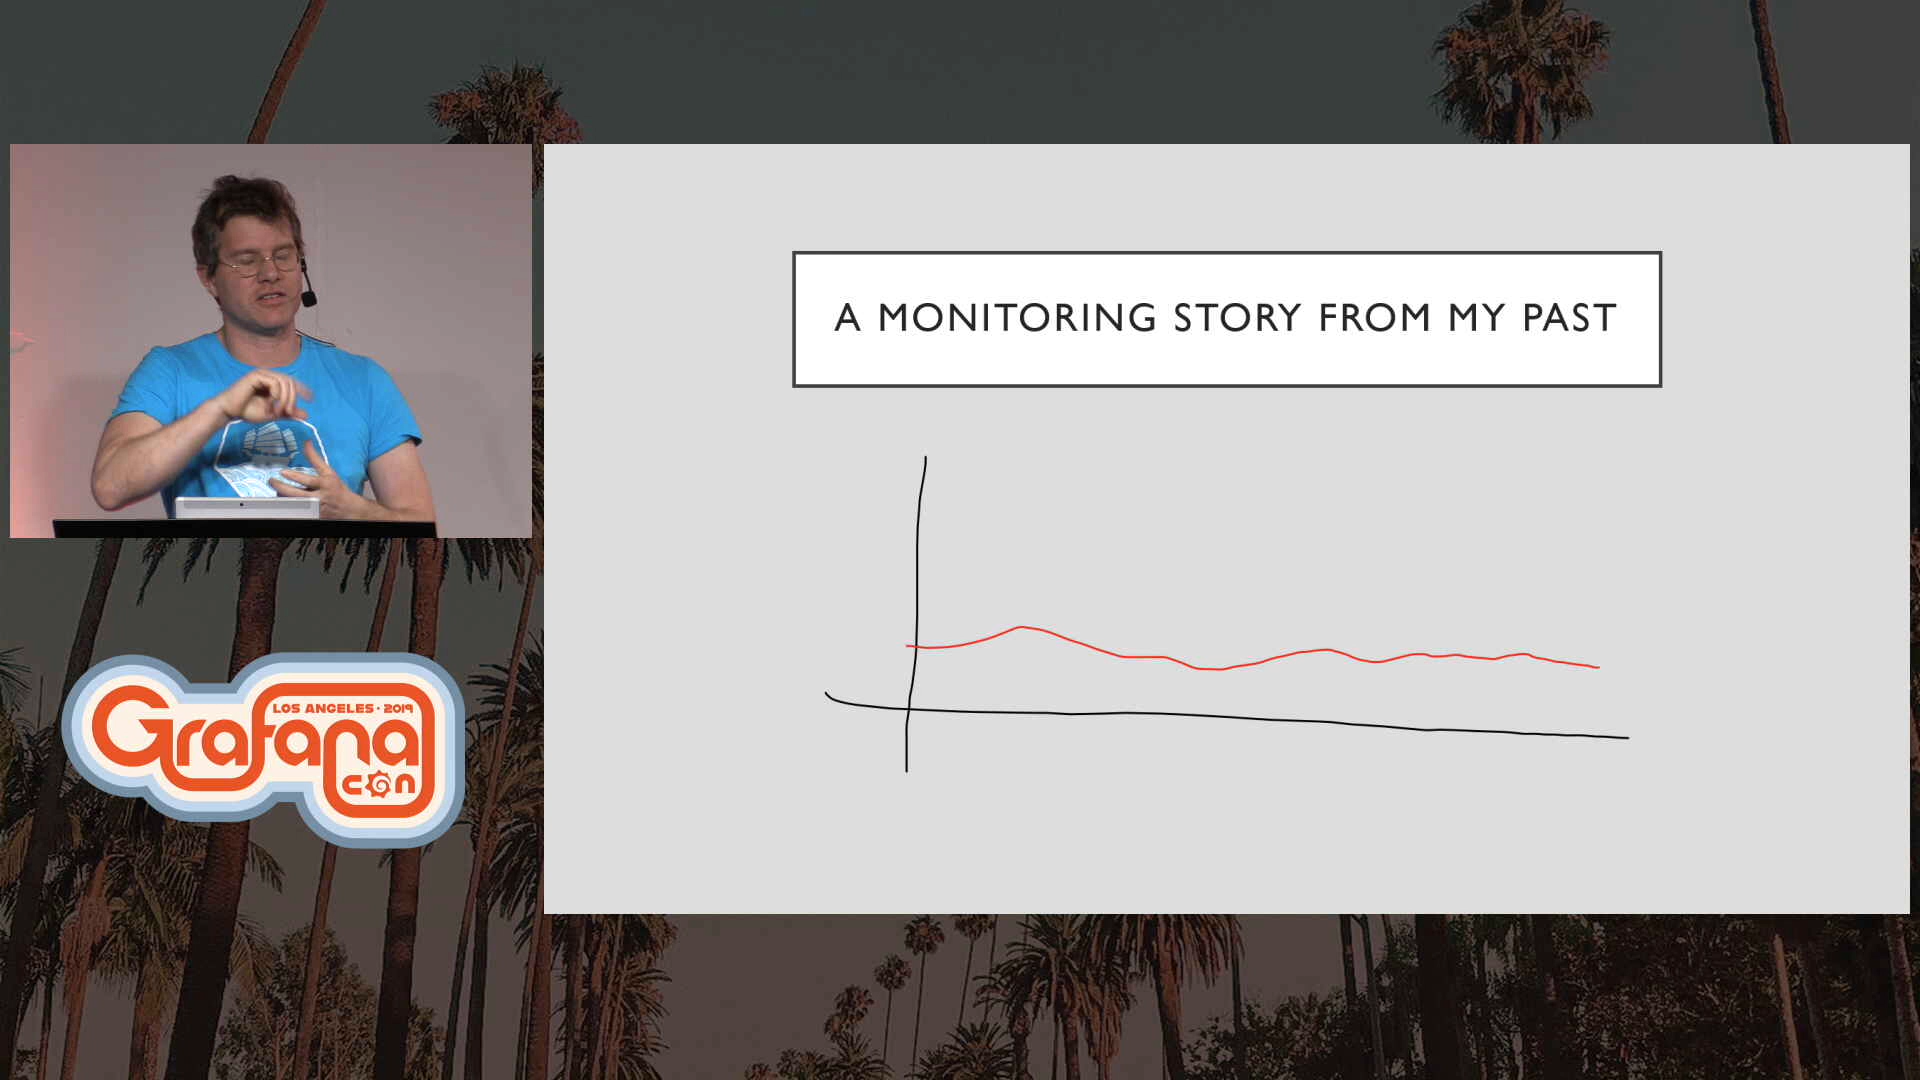 A MONITORING STORY FROM MY PAST
LOS ANGELES · 2019
Grafana
con